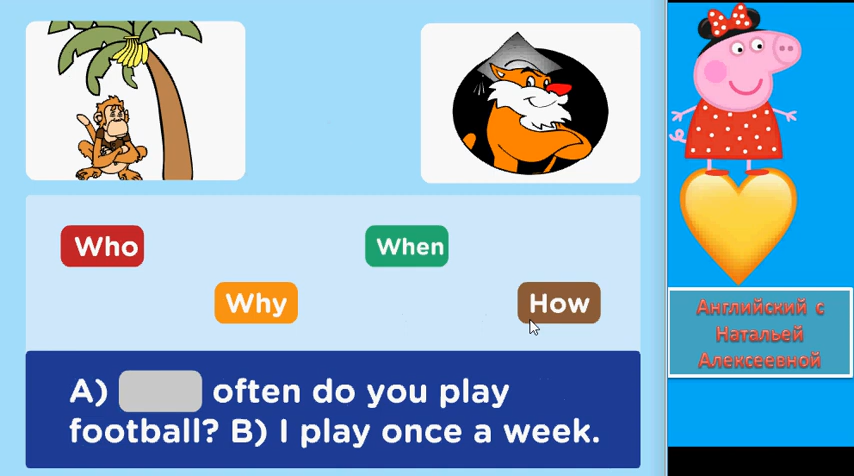 Who
When
Why
How
A) often do you play
football? B) I play once a week.
Английский с
Натальей
Алексеевной